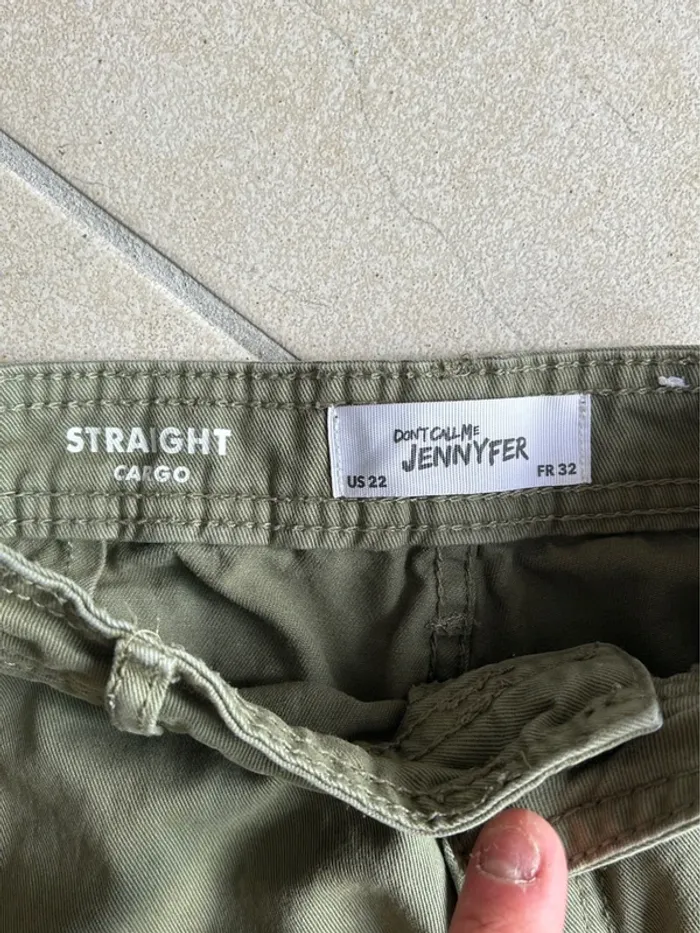 STRAIGHT
CARGO
DON'T CALL ME
JENNYFER
US 22
FR 32